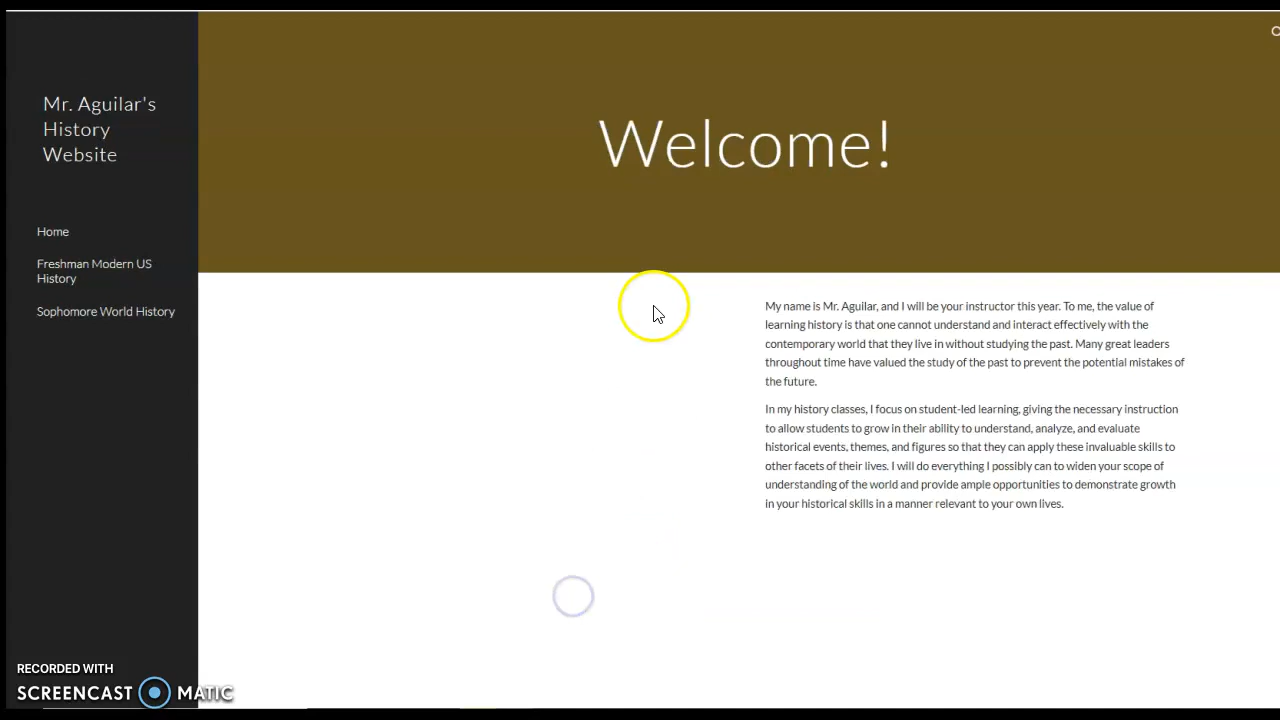 Mr. Aguilar's
History
Website
Home
Freshman Modern US
History
Sophomore World History
Welcome!
My name is Mr. Aguilar, and I will be your instructor this year. To me, the value of
learning history is that one cannot understand and interact effectively with the
contemporary world that they live in without studying the past. Many great leaders
throughout time have valued the study of the past to prevent the potential mistakes of
the future.
In my history classes, I focus on student-led learning, giving the necessary instruction
to allow students to grow in their ability to understand, analyze, and evaluate
historical events, themes, and figures so that they can apply these invaluable skills to
other facets of their lives. I will do everything I possibly can to widen your scope of
understanding of the world and provide ample opportunities to demonstrate growth
in your historical skills in a manner relevant to your own lives.
RECORDED WITH
SCREENCAST MATIC